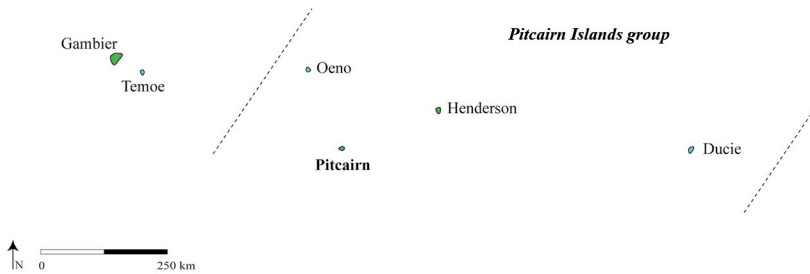 Pitcairn Islands group
Gambier
Temoe
Oeno
Henderson
Pitcairn
Ducie
N
0 250 km